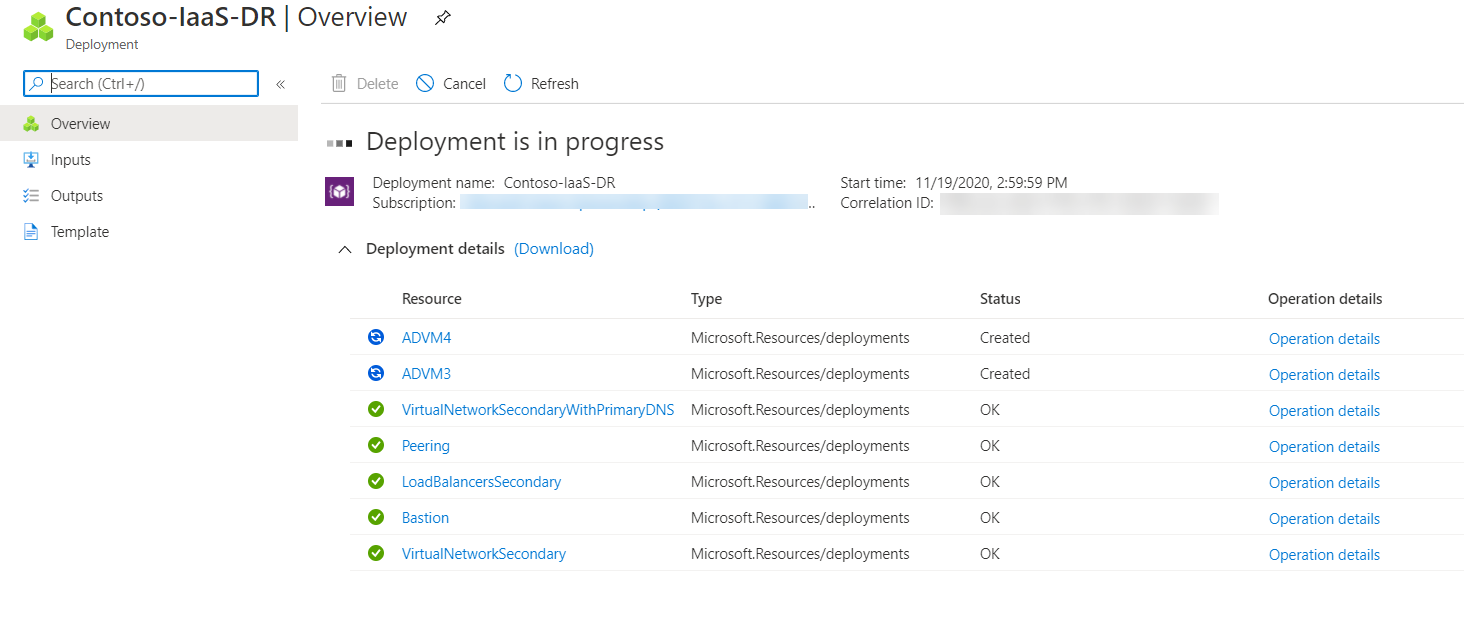 Contoso-IaaS-DR | Overview
Deployment
Search (Ctrl+/)
«
Delete
Cancel
Refresh
Overview
Inputs
Outputs
Template
Deployment is in progress
Deployment name: Contoso-IaaS-DR
Subscription:
Start time: 11/19/2020, 2:59:59 PM
Correlation ID:
Deployment details (Download)
Resource Type Status Operation details
ADVM4 Microsoft.Resources/deployments Created Operation details
ADVM3 Microsoft.Resources/deployments Created Operation details
VirtualNetworkSecondaryWithPrimaryDNS Microsoft.Resources/deployments OK Operation details
Peering Microsoft.Resources/deployments OK Operation details
LoadBalancersSecondary Microsoft.Resources/deployments OK Operation details
Bastion Microsoft.Resources/deployments OK Operation details
VirtualNetworkSecondary Microsoft.Resources/deployments OK Operation details